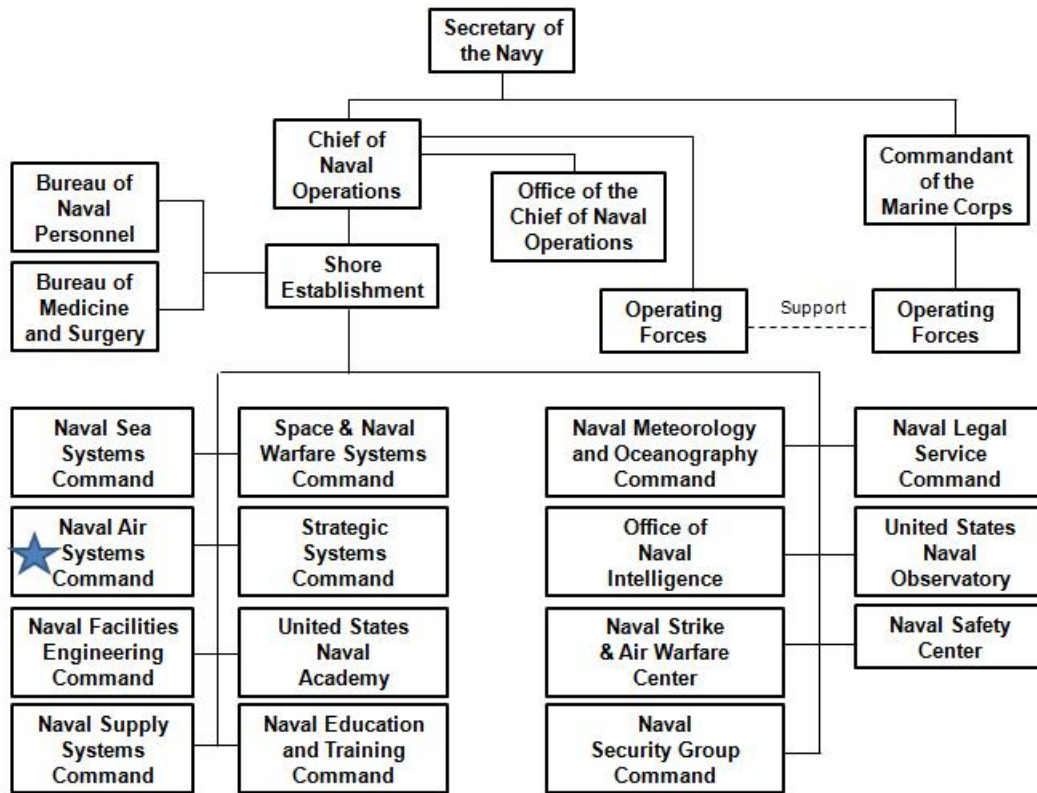 Secretary of
the Navy
Chief of
Naval
Operations
Commandant
of the
Marine Corps
Bureau of
Naval
Personnel
Office of the
Chief of Naval
Operations
Shore
Establishment
Bureau of
Medicine
and Surgery
Operating
Forces
Support
Operating
Forces
Naval Sea
Systems
Command
Space & Naval
Warfare Systems
Command
Naval Meteorology
and Oceanography
Command
Naval Legal
Service
Command
Naval Air
Systems
Command
Strategic
Systems
Command
Office of
Naval
Intelligence
United States
Naval
Observatory
Naval Facilities
Engineering
Command
United States
Naval
Academy
Naval Strike
& Air Warfare
Center
Naval Safety
Center
Naval Supply
Systems
Command
Naval Education
and Training
Command
Naval
Security Group
Command